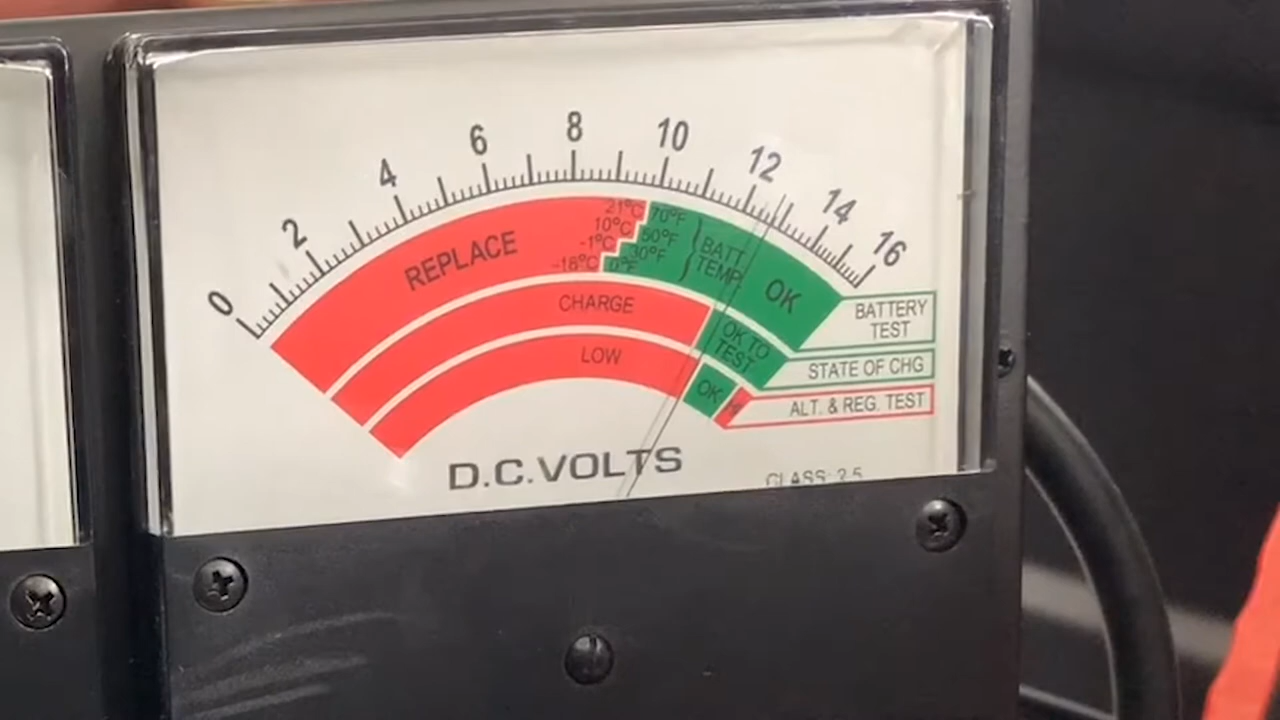 0 2 4 6 8 10 12 14 16
REPLACE
21°C 70°F
10°C 50°F
-1°C 30°F
-18°C 0°F
BATT.
TEMP.
OK
BATTERY
TEST
CHARGE
OK TO
TEST
STATE OF CHG
LOW
OK
ALT. & REG. TEST
D.C.VOLTS
CLASS: 2.5